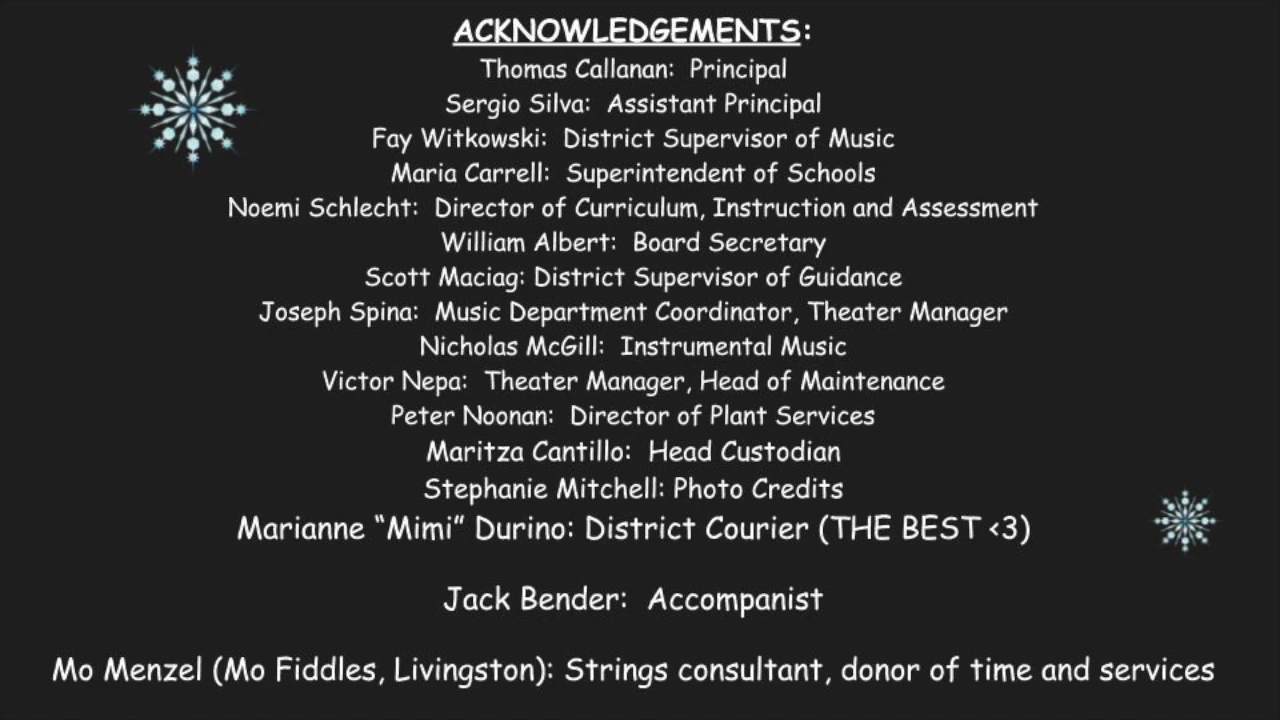 ACKNOWLEDGEMENTS:
Thomas Callanan:  Principal
Sergio Silva:  Assistant Principal
Fay Witkowski:  District Supervisor of Music
Maria Carrell:  Superintendent of Schools
Noemi Schlecht:  Director of Curriculum, Instruction and Assessment
William Albert:  Board Secretary
Scott Maciag: District Supervisor of Guidance
Joseph Spina:  Music Department Coordinator, Theater Manager
Nicholas McGill:  Instrumental Music
Victor Nepa:  Theater Manager, Head of Maintenance
Peter Noonan:  Director of Plant Services
Maritza Cantillo:  Head Custodian
Stephanie Mitchell: Photo Credits
Marianne “Mimi” Durino: District Courier (THE BEST <3)
Jack Bender:  Accompanist
Mo Menzel (Mo Fiddles, Livingston): Strings consultant, donor of time and services